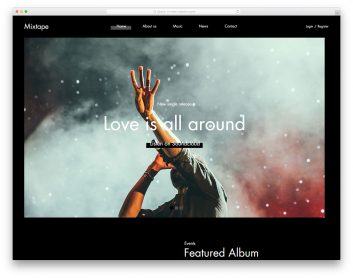 Mixtape
Home About us Music News Contact Login / Register
New single release
Love is all around
Listen on Soundcloud
Events
Featured Album